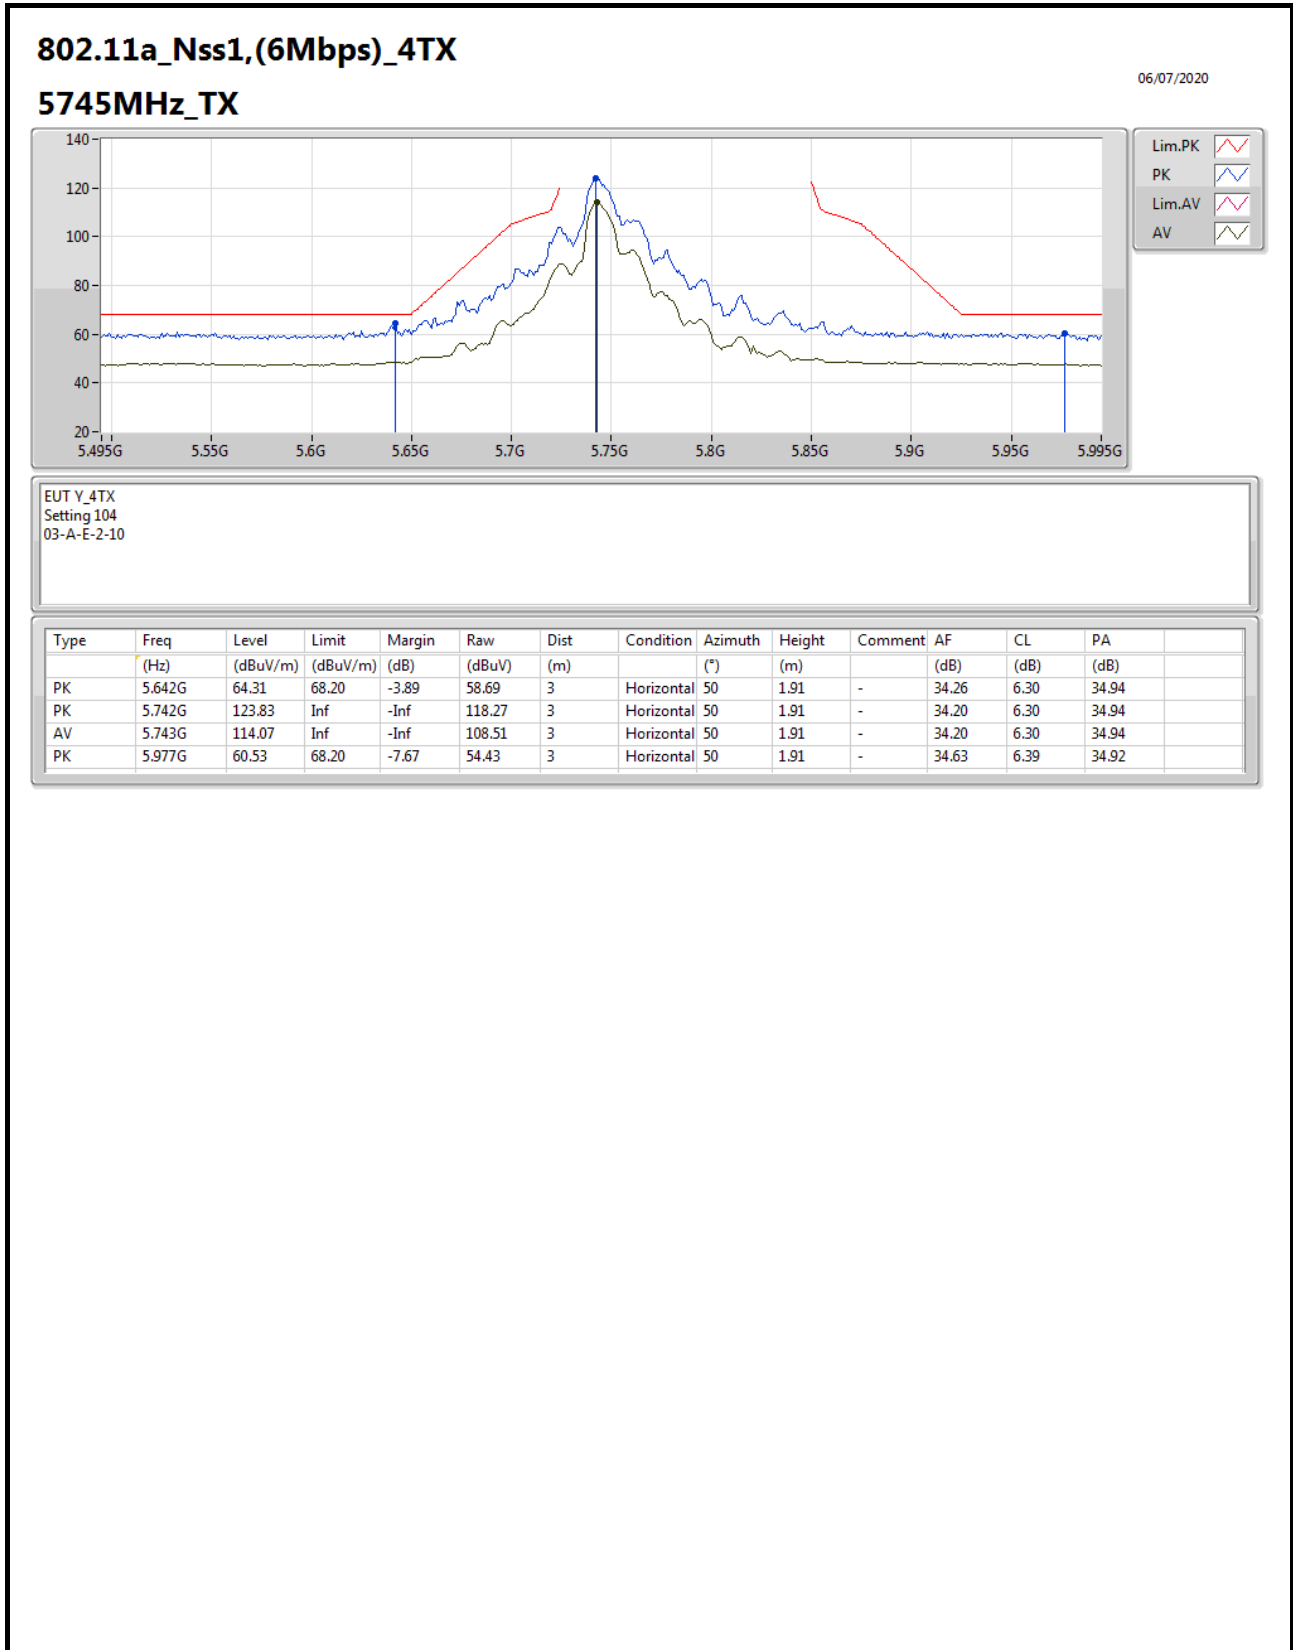 802.11a_Nss1,(6Mbps)_4TX
06/07/2020
5745MHz_TX
140
120
100
80
60
40
20
5.495G 5.55G 5.6G 5.65G 5.7G 5.75G 5.8G 5.85G 5.9G 5.95G 5.995G
Lim.PK
PK
Lim.AV
AV
EUT Y_4TX
Setting 104
03-A-E-2-10
Type Freq Level Limit Margin Raw Dist Condition Azimuth Height Comment AF CL PA
(Hz) (dBuV/m) (dBuV/m) (dB) (dBuV) (m) (°) (m) (dB) (dB) (dB)
PK 5.642G 64.31 68.20 -3.89 58.69 3 Horizontal 50 1.91 - 34.26 6.30 34.94
PK 5.742G 123.83 Inf -Inf 118.27 3 Horizontal 50 1.91 - 34.20 6.30 34.94
AV 5.743G 114.07 Inf -Inf 108.51 3 Horizontal 50 1.91 - 34.20 6.30 34.94
PK 5.977G 60.53 68.20 -7.67 54.43 3 Horizontal 50 1.91 - 34.63 6.39 34.92